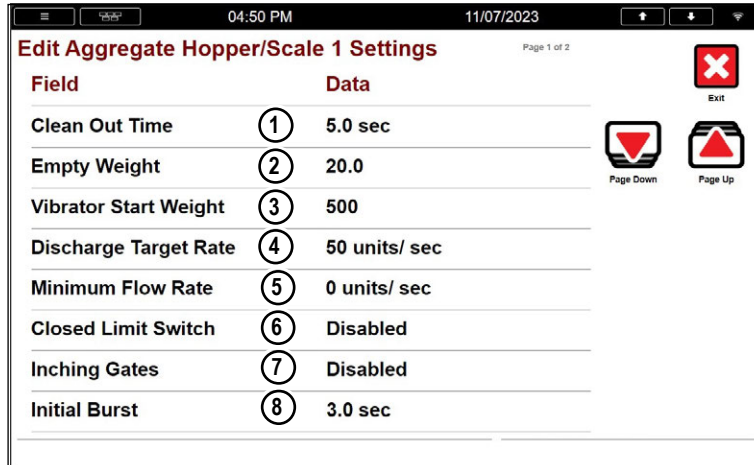 04:50 PM 11/07/2023
Edit Aggregate Hopper/Scale 1 Settings Page 1 of 2
Field Data
Exit
Clean Out Time 1 5.0 sec
Empty Weight 2 20.0
Page Down Page Up
Vibrator Start Weight 3 500
Discharge Target Rate 4 50 units/ sec
Minimum Flow Rate 5 0 units/ sec
Closed Limit Switch 6 Disabled
Inching Gates 7 Disabled
Initial Burst 8 3.0 sec